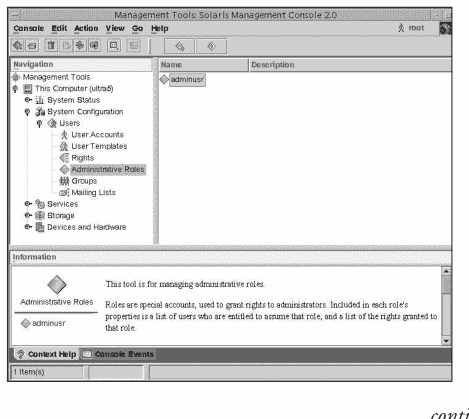 Management Tools: Solaris Management Console 2.0
Console Edit Action View Go Help
root
Navigation
Management Tools
This Computer (ultra5)
System Status
System Configuration
Users
User Accounts
User Templates
Rights
Administrative Roles
Groups
Mailing Lists
Services
Storage
Devices and Hardware
Name Description
adminusr
Information
Administrative Roles
adminusr
This tool is for managing administrative roles.
Roles are special accounts, used to grant rights to administrators. Included in each role's
properties is a list of users who are entitled to assume that role, and a list of the rights granted to
that role.
Context Help Console Events
1 Item(s)
conti